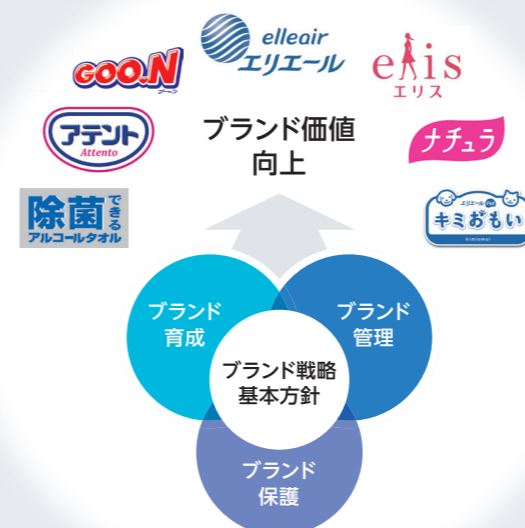 elleair
エリエール
GOO.N
グーン
elis
エリス
アテント
Attento
ブランド価値
向上
ナチュラ
除菌できる
アルコールタオル
エリエール Pet
キミおもい
kimiomoi
ブランド
育成
ブランド
管理
ブランド戦略
基本方針
ブランド
保護